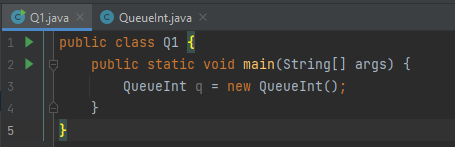 Q1.java QueueInt.java
1 public class Q1 {
2 public static void main(String[] args) {
3 QueueInt q = new QueueInt();
4 }
5 }